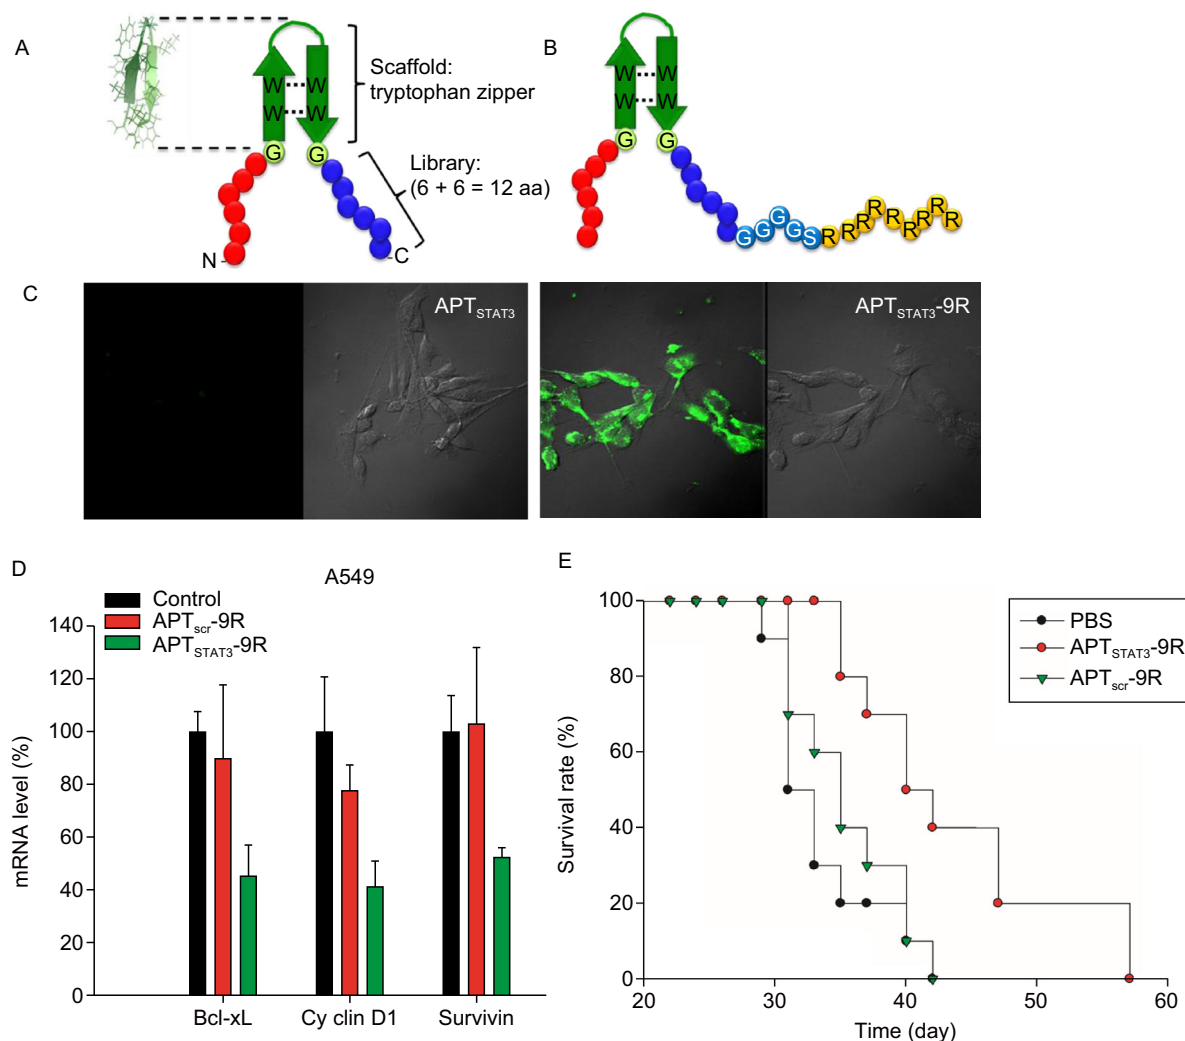 A
W W
W W
G G
Scaffold:
tryptophan zipper
Library:
(6 + 6 = 12 aa)
N
C
B
W W
W W
G G
G G G G S R R R R R R R R R
C
APTSTAT3
APTSTAT3-9R
D
A549
Control
APTscr-9R
APTSTAT3-9R
mRNA level (%)
140
120
100
80
60
40
20
0
Bcl-xL
Cy clin D1
Survivin
E
Survival rate (%)
100
80
60
40
20
0
PBS
APTSTAT3-9R
APTscr-9R
20 30 40 50 60
Time (day)